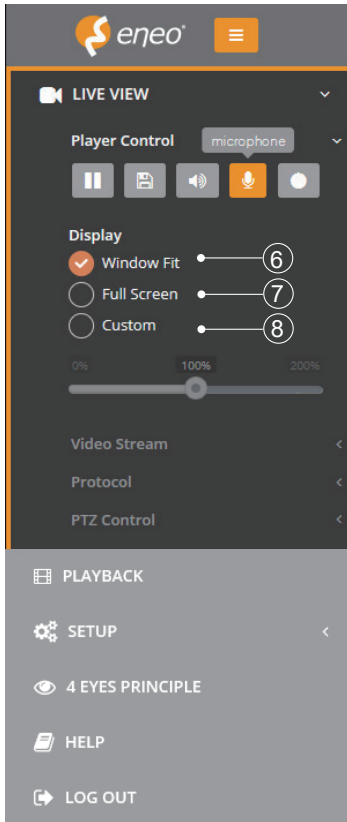 eneo
LIVE VIEW
Player Control microphone
Display
Window Fit 6
Full Screen 7
Custom 8
0% 100% 200%
Video Stream
Protocol
PTZ Control
PLAYBACK
SETUP
4 EYES PRINCIPLE
HELP
LOG OUT